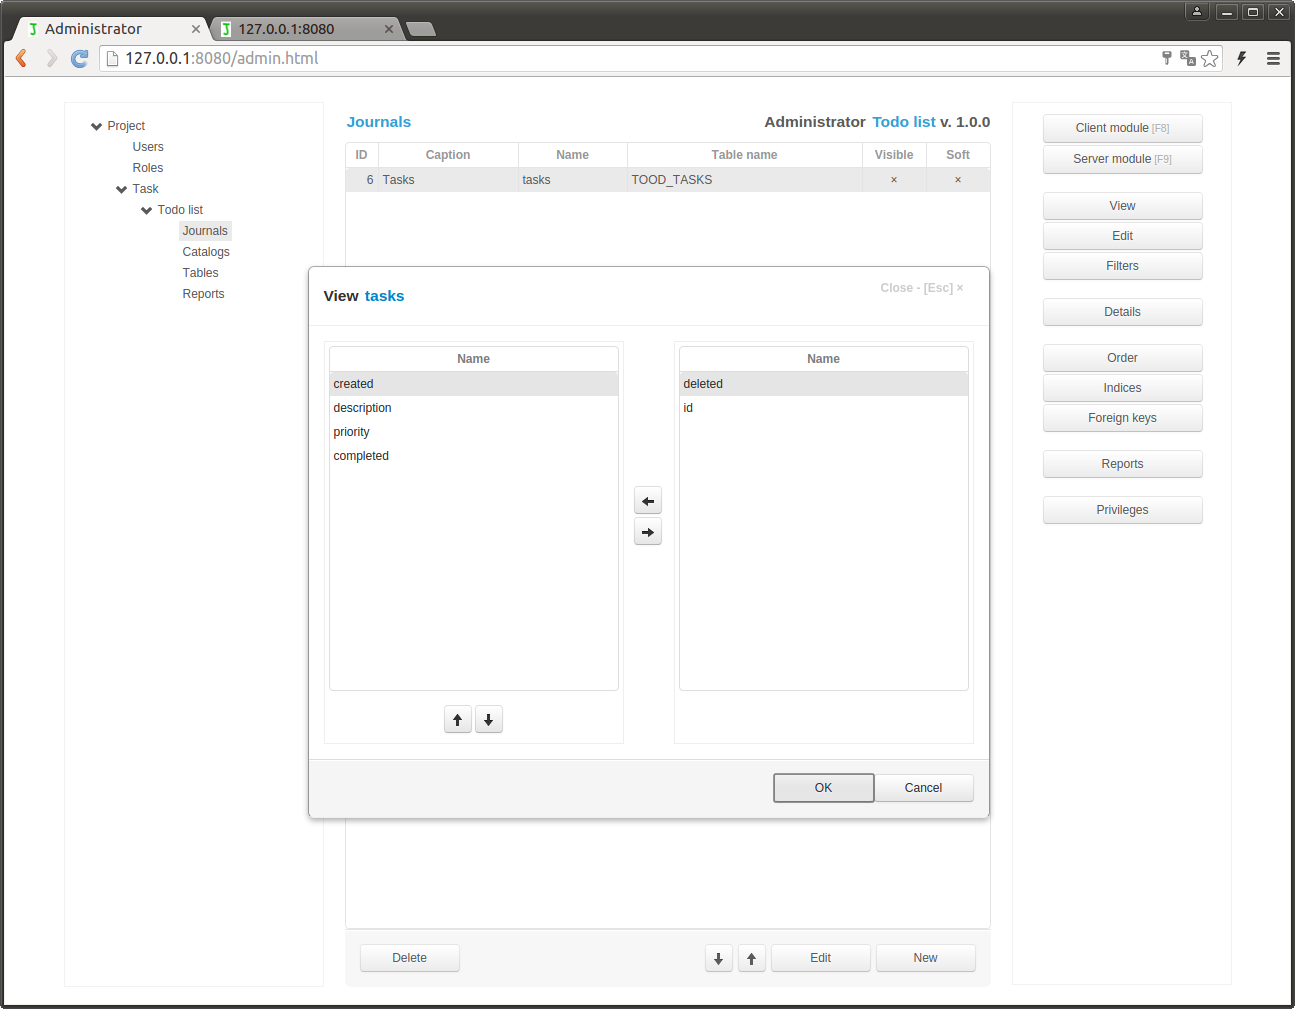 Administrator ×
127.0.0.1:8080 ×
127.0.0.1:8080/admin.html
Project
Users
Roles
Task
Todo list
Journals
Catalogs
Tables
Reports
Journals
Administrator Todo list v. 1.0.0
ID Caption Name Table name Visible Soft
6 Tasks tasks TOOD_TASKS × ×
View tasks
Close - [Esc] ×
Name
created
description
priority
completed
Name
deleted
id
OK
Cancel
Delete
Edit
New
Client module [F8]
Server module [F9]
View
Edit
Filters
Details
Order
Indices
Foreign keys
Reports
Privileges